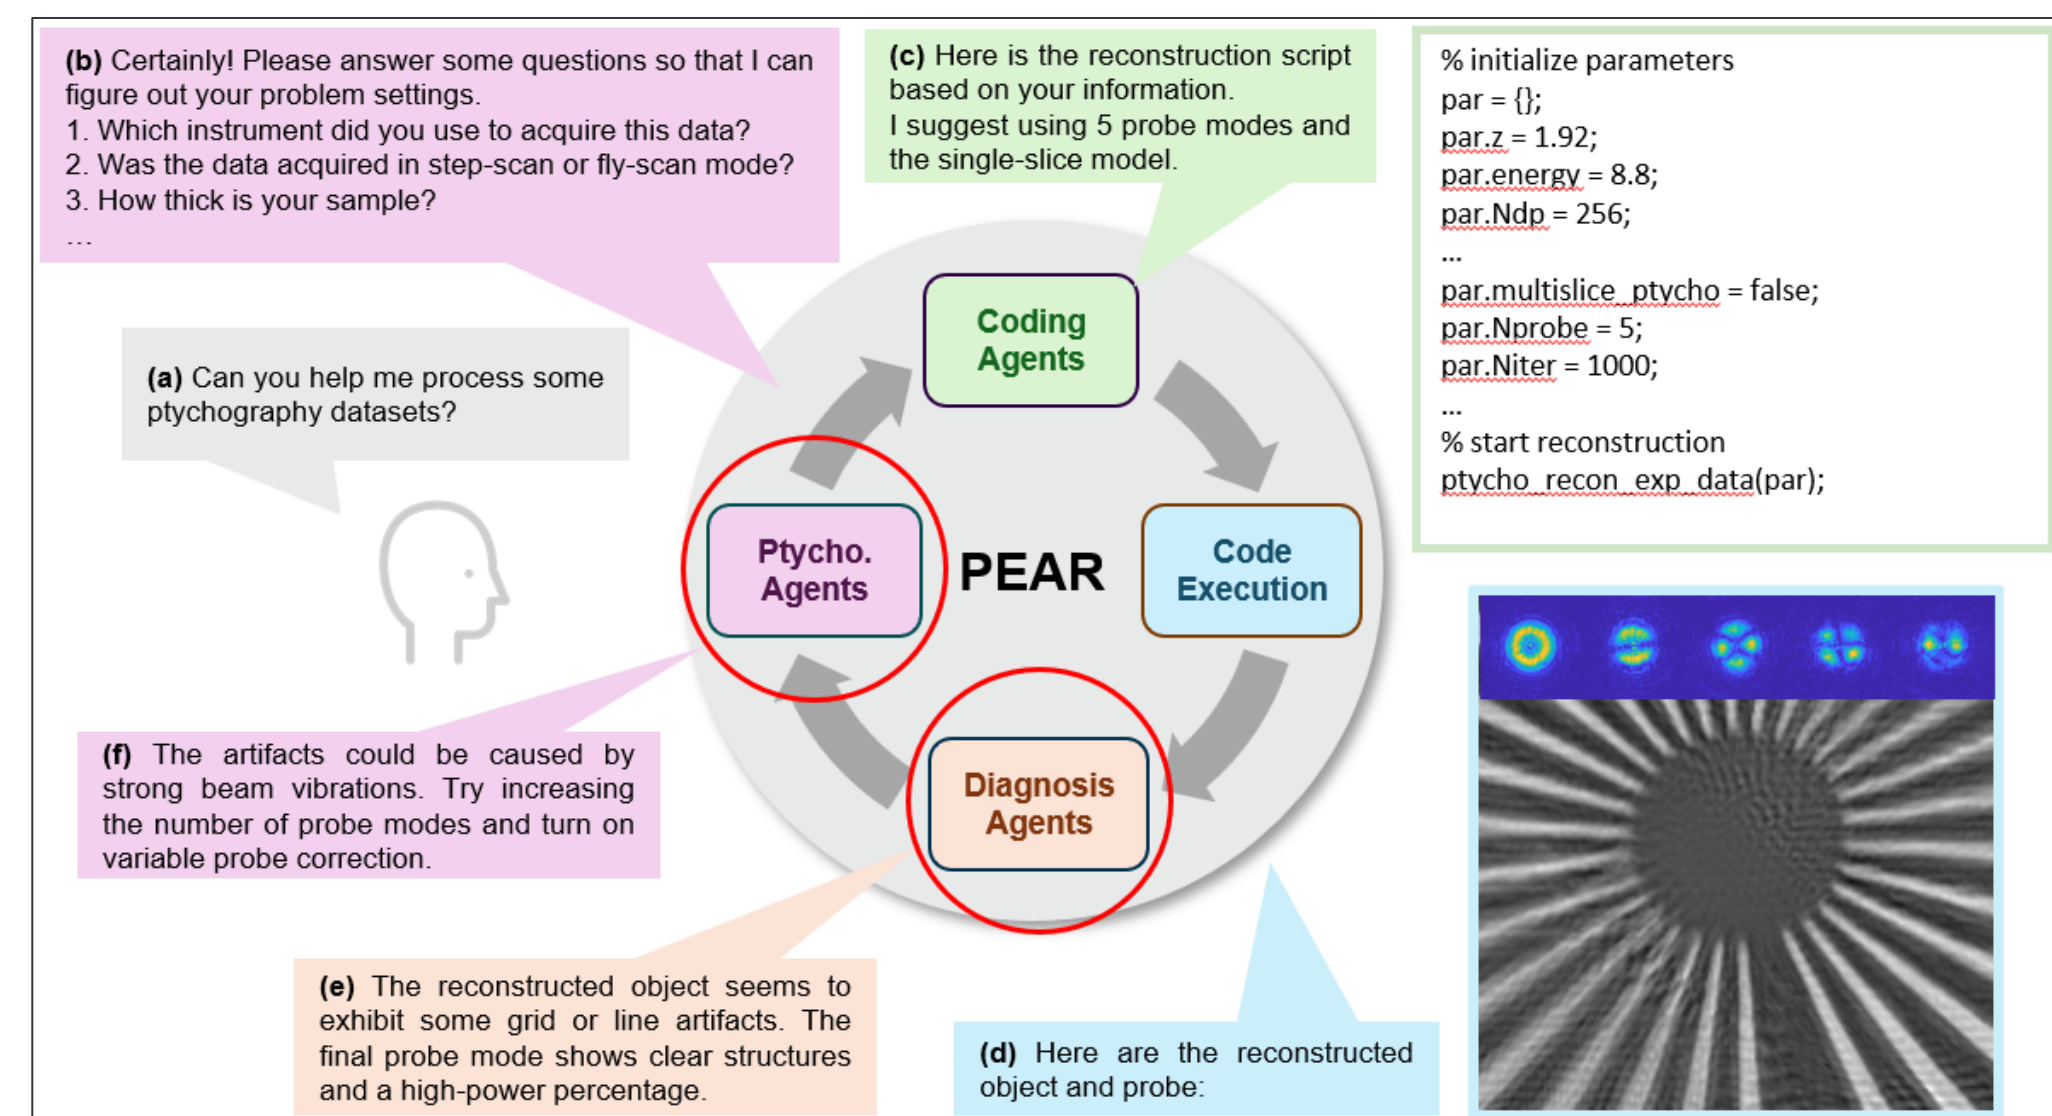 (b) Certainly! Please answer some questions so that I can
figure out your problem settings.
1. Which instrument did you use to acquire this data?
2. Was the data acquired in step-scan or fly-scan mode?
3. How thick is your sample?
...
(c) Here is the reconstruction script
based on your information.
I suggest using 5 probe modes and
the single-slice model.
% initialize parameters
par = {};
par.z = 1.92;
par.energy = 8.8;
par.Ndp = 256;
...
par.multislice_ptycho = false;
par.Nprobe = 5;
par.Niter = 1000;
...
% start reconstruction
ptycho_recon_exp_data(par);
(a) Can you help me process some
ptychography datasets?
Coding
Agents
Ptycho.
Agents
PEAR
Code
Execution
Diagnosis
Agents
(f) The artifacts could be caused by
strong beam vibrations. Try increasing
the number of probe modes and turn on
variable probe correction.
(e) The reconstructed object seems to
exhibit some grid or line artifacts. The
final probe mode shows clear structures
and a high-power percentage.
(d) Here are the reconstructed
object and probe: